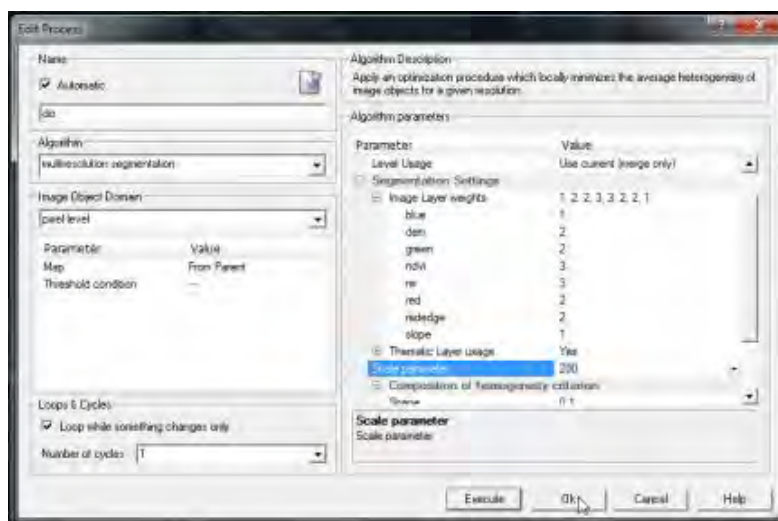 Edit Process
Name
Automatic
do
Algorithm
multiresolution segmentation
Image Object Domain
pixel level
Parameter Value
Map From Parent
Threshold condition ---
Loops & Cycles
Loop while something changes only
Number of cycles 1
Algorithm Description
Apply an optimization procedure which locally minimizes the average heterogeneity of
image objects for a given resolution.
Algorithm parameters
Parameter Value
Level Usage Use current (merge only)
Segmentation Settings
Image Layer weights 1, 2, 2, 3, 3, 2, 2, 1
blue 1
dem 2
green 2
ndvi 3
nir 3
red 2
rededge 2
slope 1
Thematic Layer usage Yes
Scale parameter 200
Composition of homogeneity criterion
Shape 0.1
Scale parameter
Scale parameter
Execute Ok Cancel Help